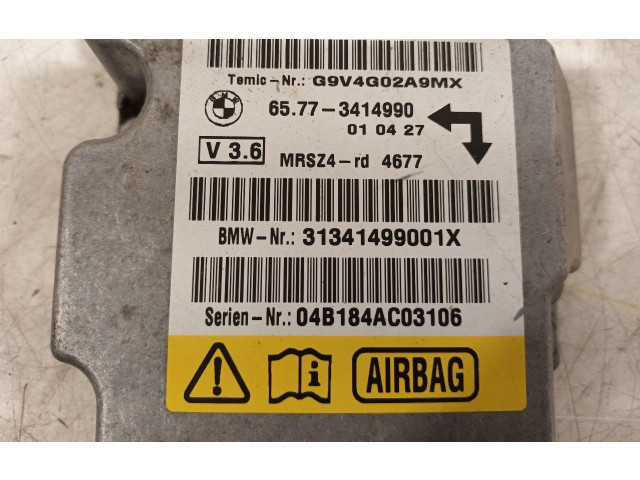 Temic-Nr.: G9V4G02A9MX
BMW
65.77-3414990
01 04 27
V 3.6
MRSZ4-rd 4677
BMW-Nr.: 31341499001X
Serien-Nr.: 04B184AC03106
AIRBAG